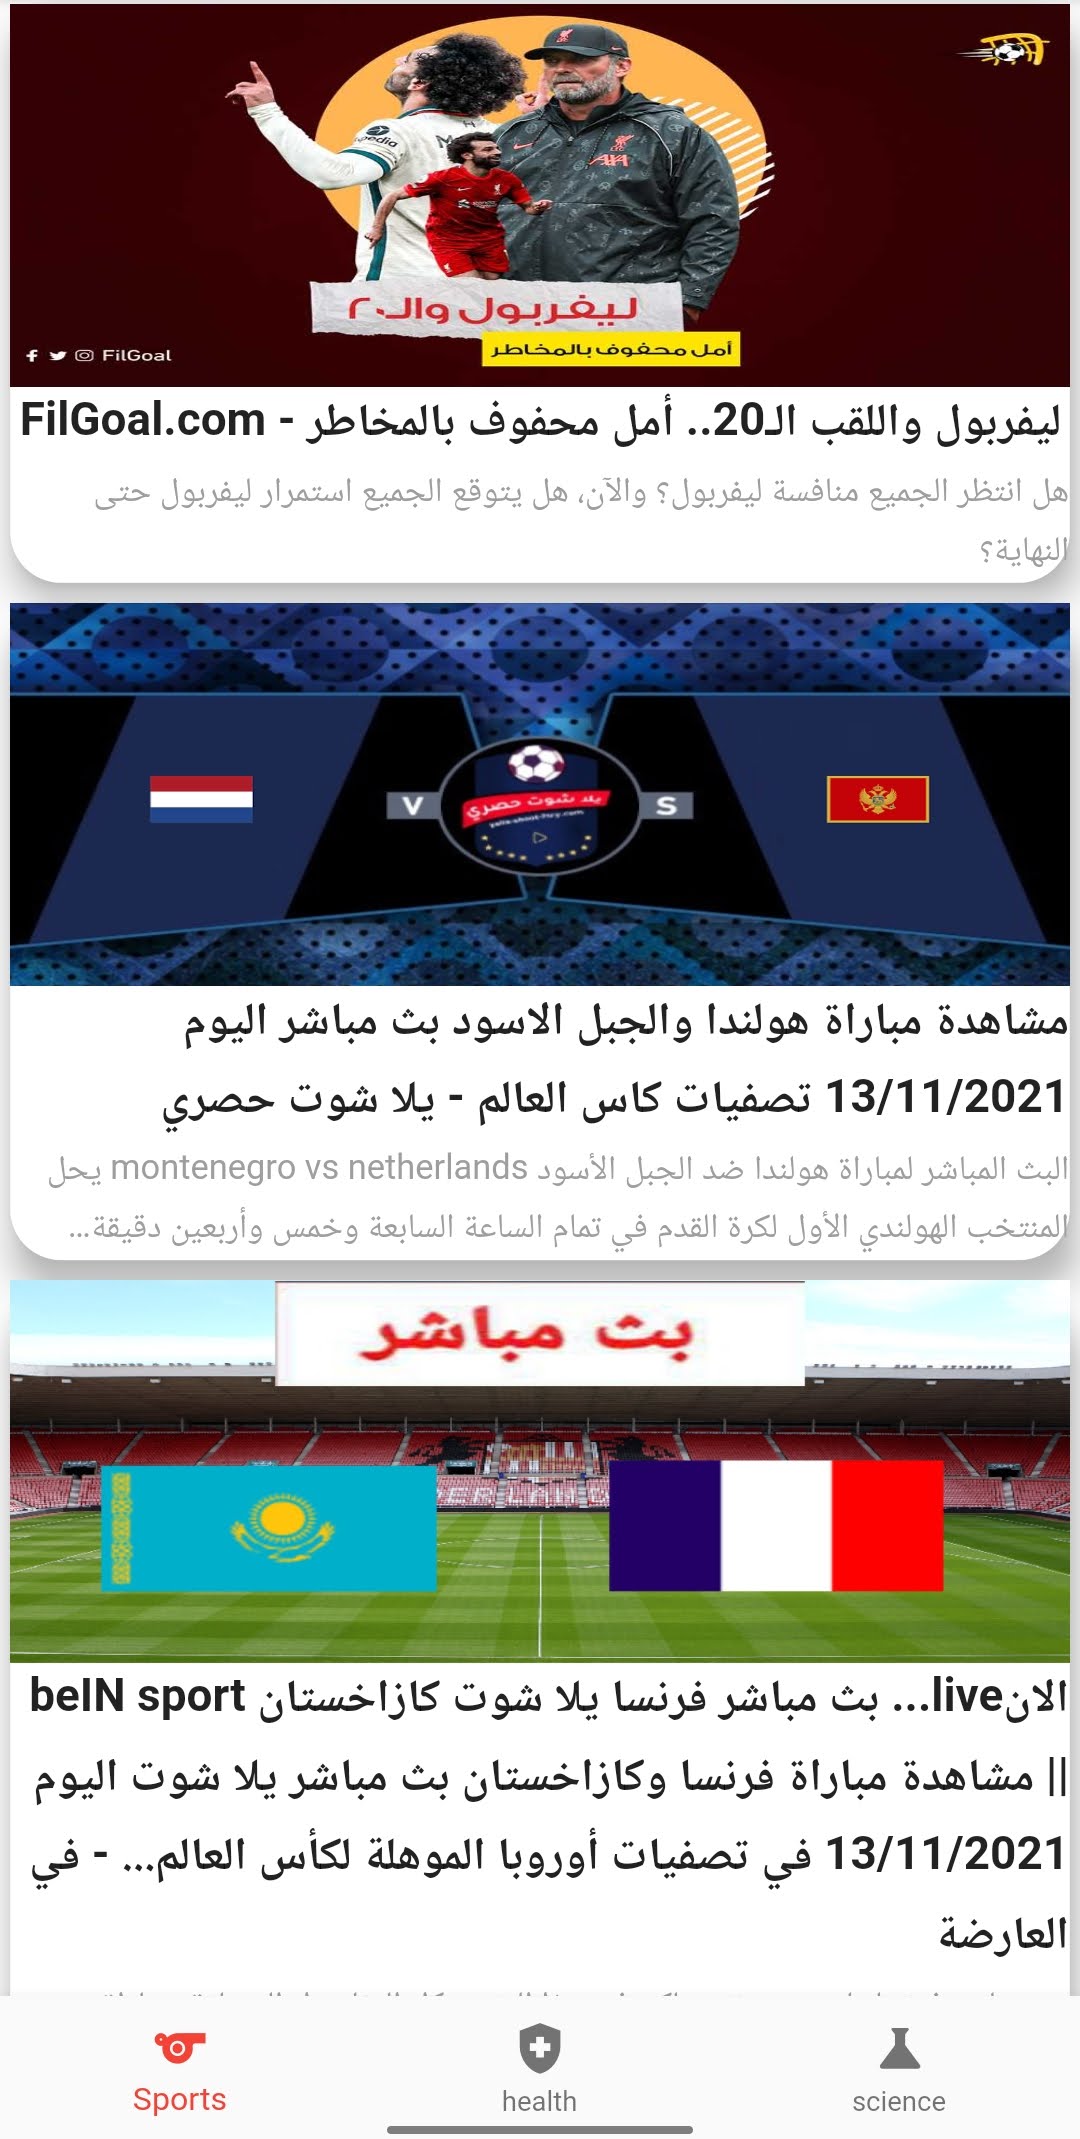 ليفربول والـ٢٠
أمل محفوف بالمخاطر
FilGoal
ليفربول واللقب الـ20.. أمل محفوف بالمخاطر - FilGoal.com
هل انتظر الجميع منافسة ليفربول؟ والآن، هل يتوقع الجميع استمرار ليفربول حتى
النهاية؟
V
يلا شوت حصري
S
مشاهدة مباراة هولندا والجبل الاسود بث مباشر اليوم
13/11/2021 تصفيات كاس العالم - يلا شوت حصري
البث المباشر لمباراة هولندا ضد الجبل الأسود montenegro vs netherlands يحل
المنتخب الهولندي الأول لكرة القدم في تمام الساعة السابعة وخمس وأربعين دقيقة...
بث مباشر
الانlive... بث مباشر فرنسا يلا شوت كازاخستان beIN sport
|| مشاهدة مباراة فرنسا وكازاخستان بث مباشر يلا شوت اليوم
13/11/2021 في تصفيات أوروبا الموهلة لكأس العالم... - في
العارضة
Sports
health
science